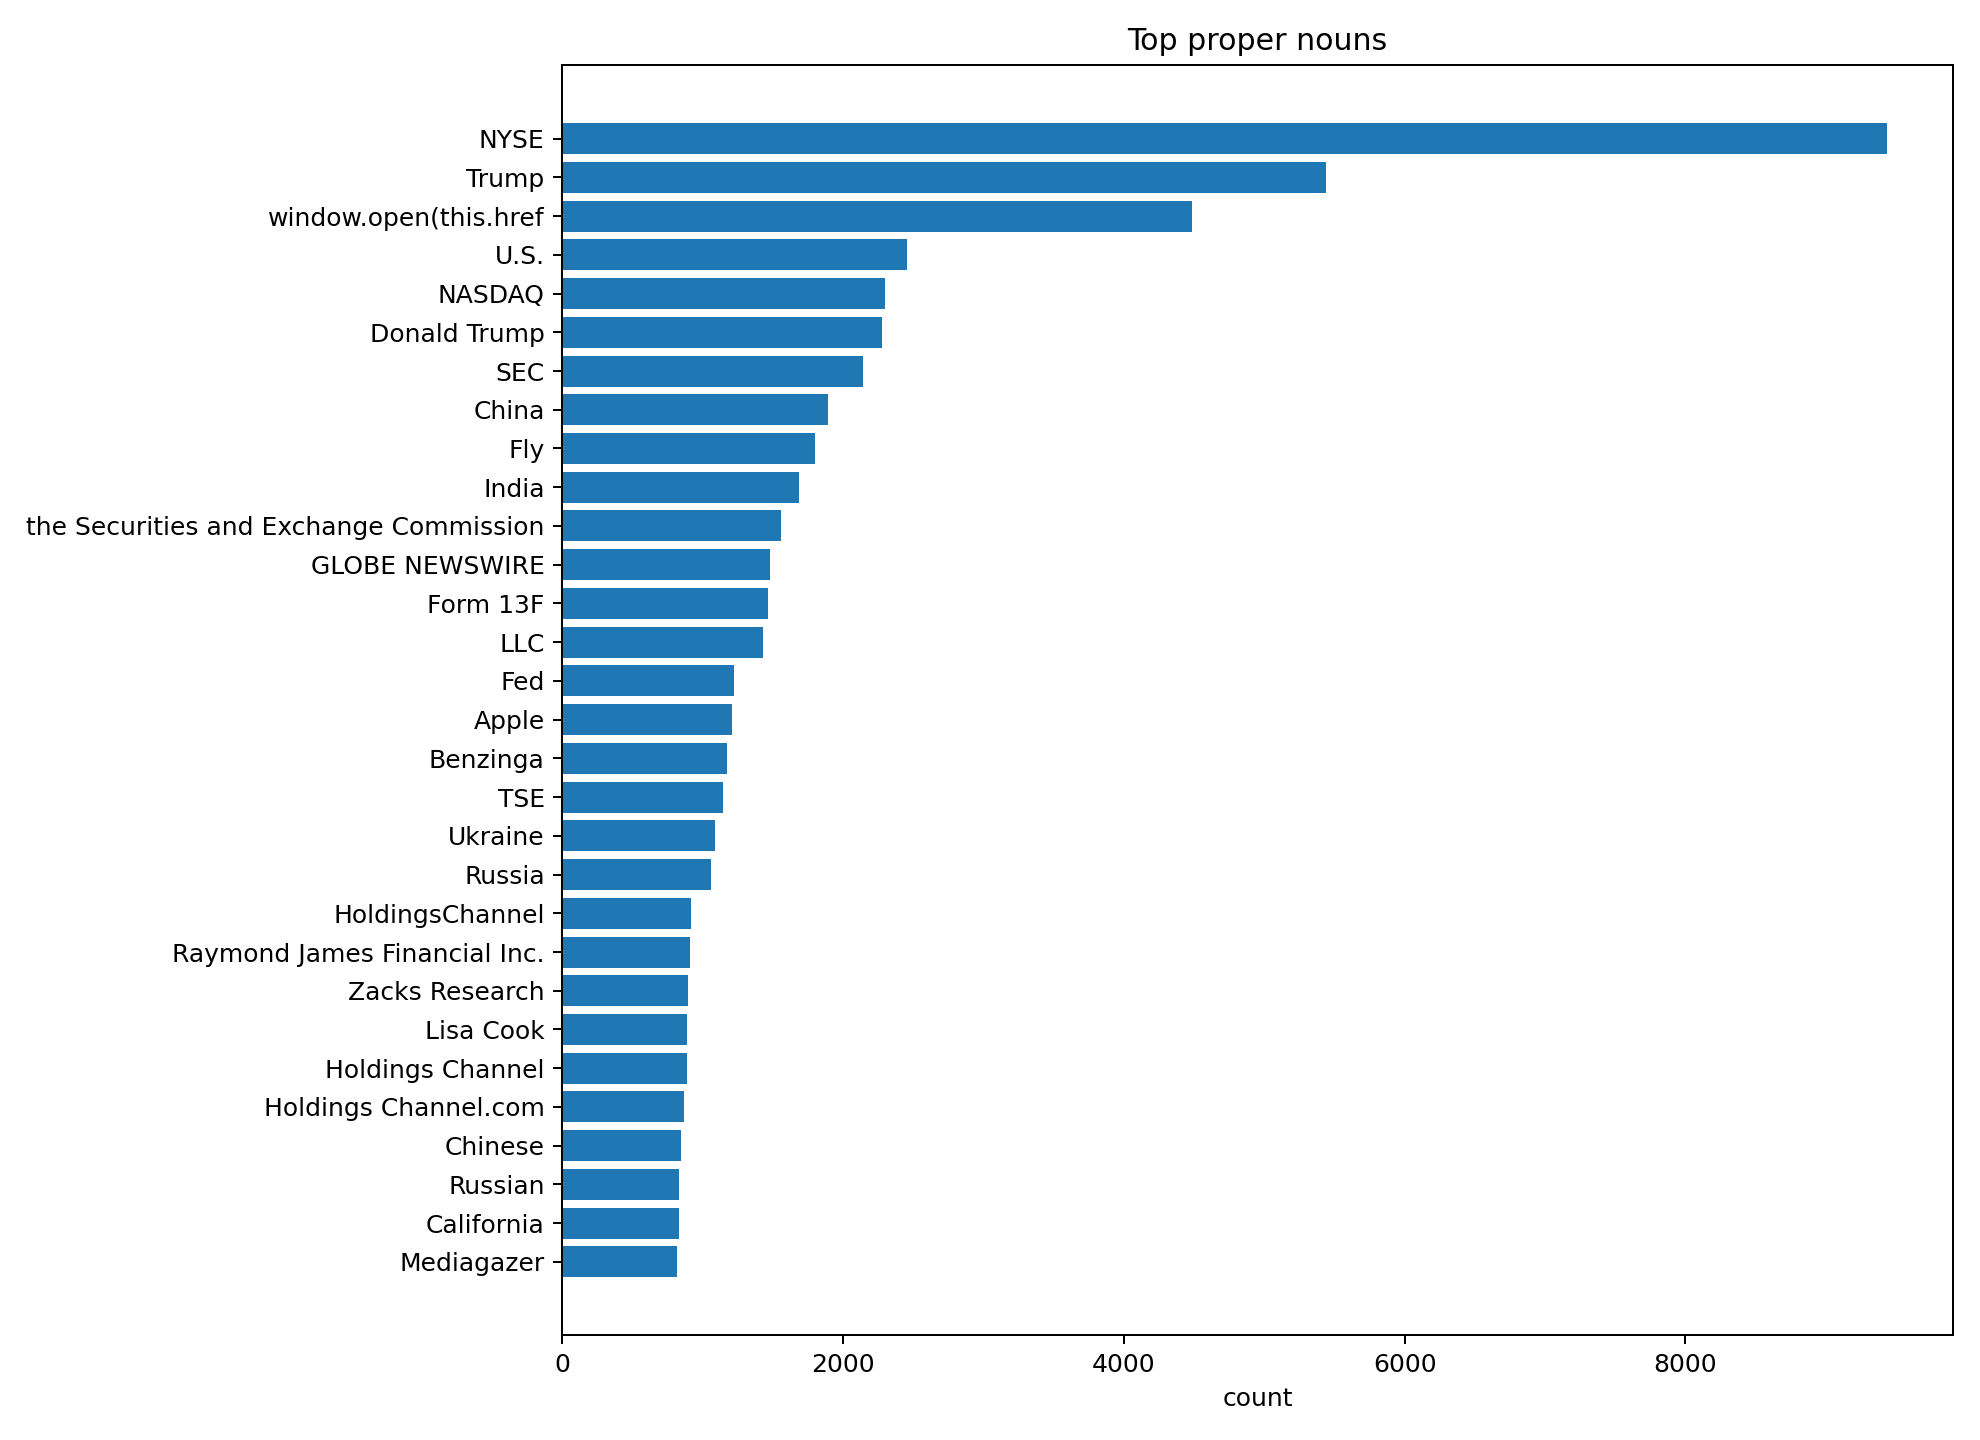 Top proper nouns
NYSE
Trump
window.open(this.href
U.S.
NASDAQ
Donald Trump
SEC
China
Fly
India
the Securities and Exchange Commission
GLOBE NEWSWIRE
Form 13F
LLC
Fed
Apple
Benzinga
TSE
Ukraine
Russia
HoldingsChannel
Raymond James Financial Inc.
Zacks Research
Lisa Cook
Holdings Channel
Holdings Channel.com
Chinese
Russian
California
Mediagazer
0 2000 4000 6000 8000
count